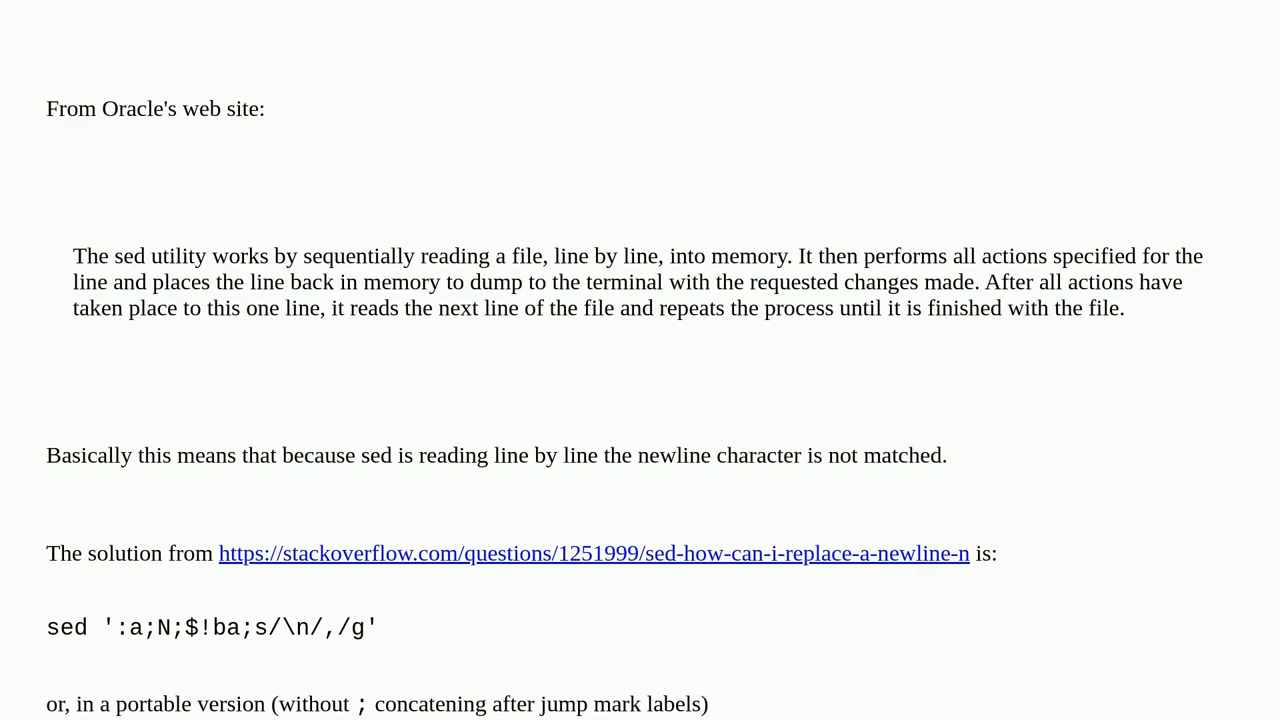 From Oracle's web site:
The sed utility works by sequentially reading a file, line by line, into memory. It then performs all actions specified for the
line and places the line back in memory to dump to the terminal with the requested changes made. After all actions have
taken place to this one line, it reads the next line of the file and repeats the process until it is finished with the file.
Basically this means that because sed is reading line by line the newline character is not matched.
The solution from https://stackoverflow.com/questions/1251999/sed-how-can-i-replace-a-newline-n is:
sed ':a;N;$!ba;s/\n/,/g'
or, in a portable version (without ; concatening after jump mark labels)